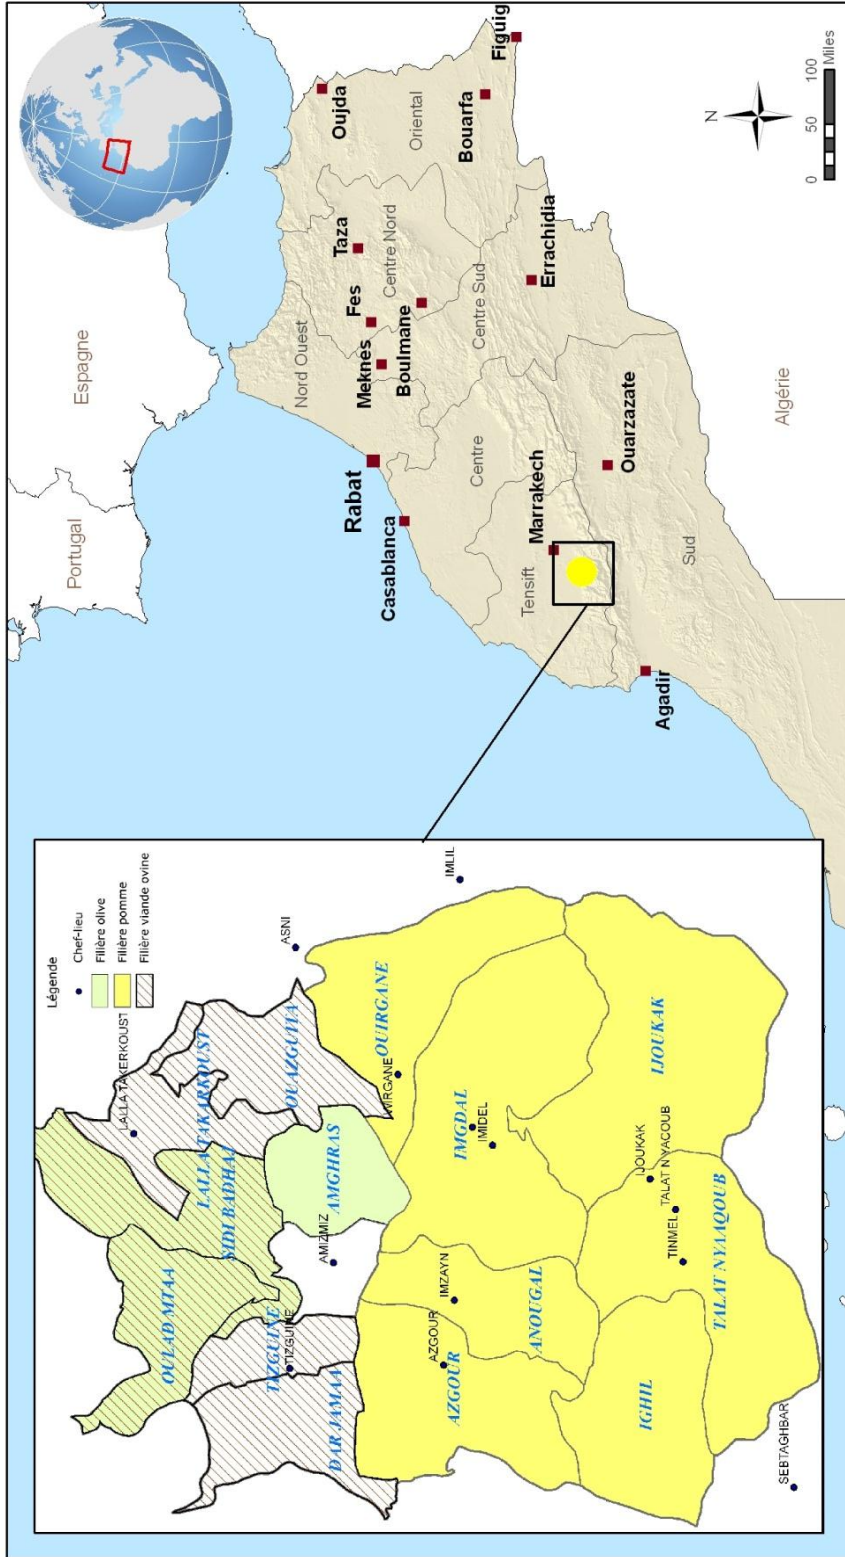 Légende
Chef-lieu
Filière olive
Filière pomme
Filière viande ovine
LALLA TAKERKOUST
ASNI
IMLIL
OULAD MTAA
SIDI BADHAJ
LALLA TAKARKOUST
OUAZGUITA
TIZGUINE
TIZGUINE
AMIZMIZ
AMGHRAS
DAR JAMAA
WIRGANE
OUIRGANE
AZGOUR
AZGOUR
IMZAYN
IMGDAL
IMIDEL
ANOUGAL
IJOUKAK
IJOUKAK
TALAT N'YACOUB
TINMEL
IGHIL
TALAT NYAAQOUB
SEBTAGHBAR
Portugal
Espagne
Nord Ouest
Oujda
Figuig
Taza
Oriental
Fes
Centre Nord
Bouarfa
Rabat
Meknes
Boulmane
Casablanca
Centre
Centre Sud
Errachidia
Tensift
Marrakech
Ouarzazate
Agadir
Sud
Algérie
N
0 50 100
Miles